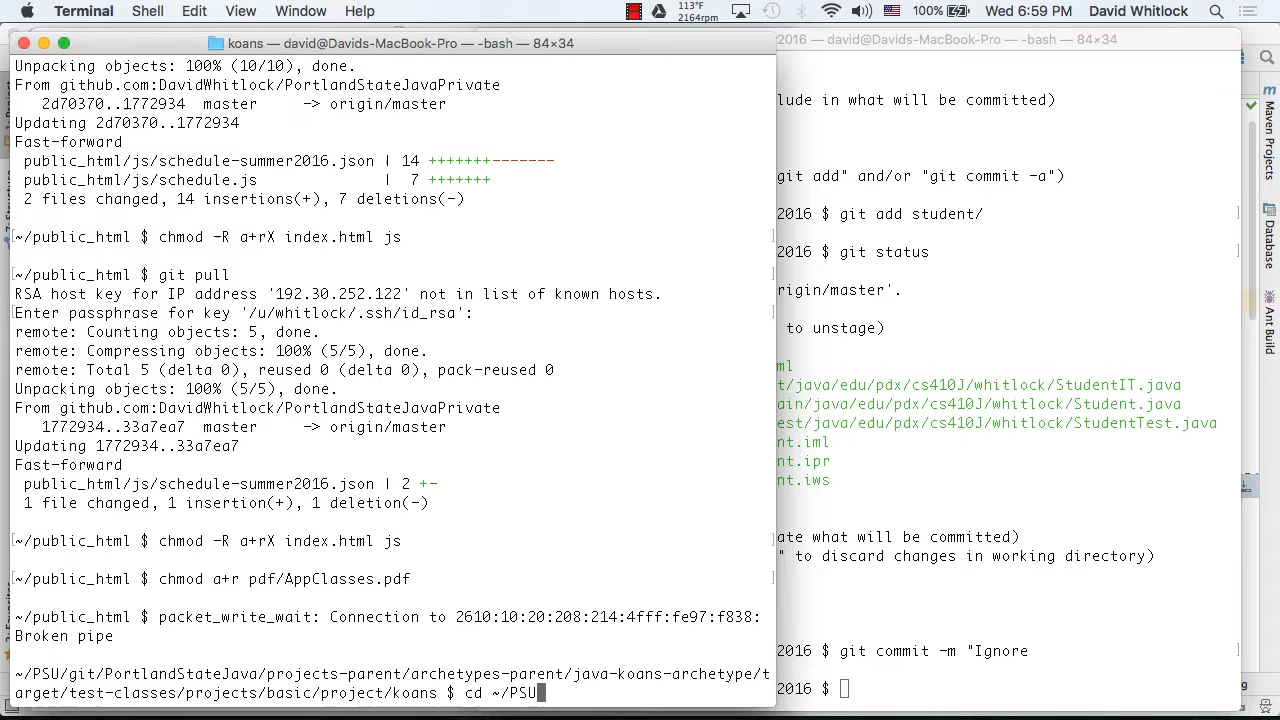 Terminal Shell Edit View Window Help 113°F 2164rpm 100% Wed 6:59 PM David Whitlock
koans — david@Davids-MacBook-Pro — -bash — 84×34
2016 — david@Davids-MacBook-Pro — -bash — 84×34
Unpacking objects: 100% (10/10), done.
From github.com:DavidWhitlock/PortlandStateJavaPrivate
2d70370..1772934 master -> origin/master
Updating 2d70370..1772934
Fast-forward
public_html/js/schedule-summer2016.json | 14 +++++++-------
public_html/js/schedule.js | 7 +++++++
2 files changed, 14 insertions(+), 7 deletions(-)
[~/public_html $ chmod -R a+rX index.html js ]
[~/public_html $ git pull ]
RSA host key for IP address '192.30.252.122' not in list of known hosts.
[Enter passphrase for key '/u/whitlock/.ssh/id_rsa': ]
remote: Counting objects: 5, done.
remote: Compressing objects: 100% (5/5), done.
remote: Total 5 (delta 0), reused 0 (delta 0), pack-reused 0
Unpacking objects: 100% (5/5), done.
From github.com:DavidWhitlock/PortlandStateJavaPrivate
1772934..33a7ea7 master -> origin/master
Updating 1772934..33a7ea7
Fast-forward
public_html/js/schedule-summer2016.json | 2 +-
1 file changed, 1 insertion(+), 1 deletion(-)
[~/public_html $ chmod -R a+rX index.html js ]
[~/public_html $ chmod a+r pdf/AppClasses.pdf ]
~/public_html $ packet_write_wait: Connection to 2610:10:20:208:214:4fff:fe97:f838:
Broken pipe
~/PSU/git/PortlandStateJava/projects-parent/archetypes-parent/java-koans-archetype/t
arget/test-classes/projects/basic/project/koans $ cd ~/PSU
lude in what will be committed)
git add" and/or "git commit -a")
2016 $ git add student/ ]
2016 $ git status ]
rigin/master'.
to unstage)
ml
t/java/edu/pdx/cs410J/whitlock/StudentIT.java
ain/java/edu/pdx/cs410J/whitlock/Student.java
est/java/edu/pdx/cs410J/whitlock/StudentTest.java
nt.iml
nt.ipr
nt.iws
ate what will be committed)
" to discard changes in working directory)
2016 $ git commit -m "Ignore ]
2016 $
Maven Projects
Database
Ant Build